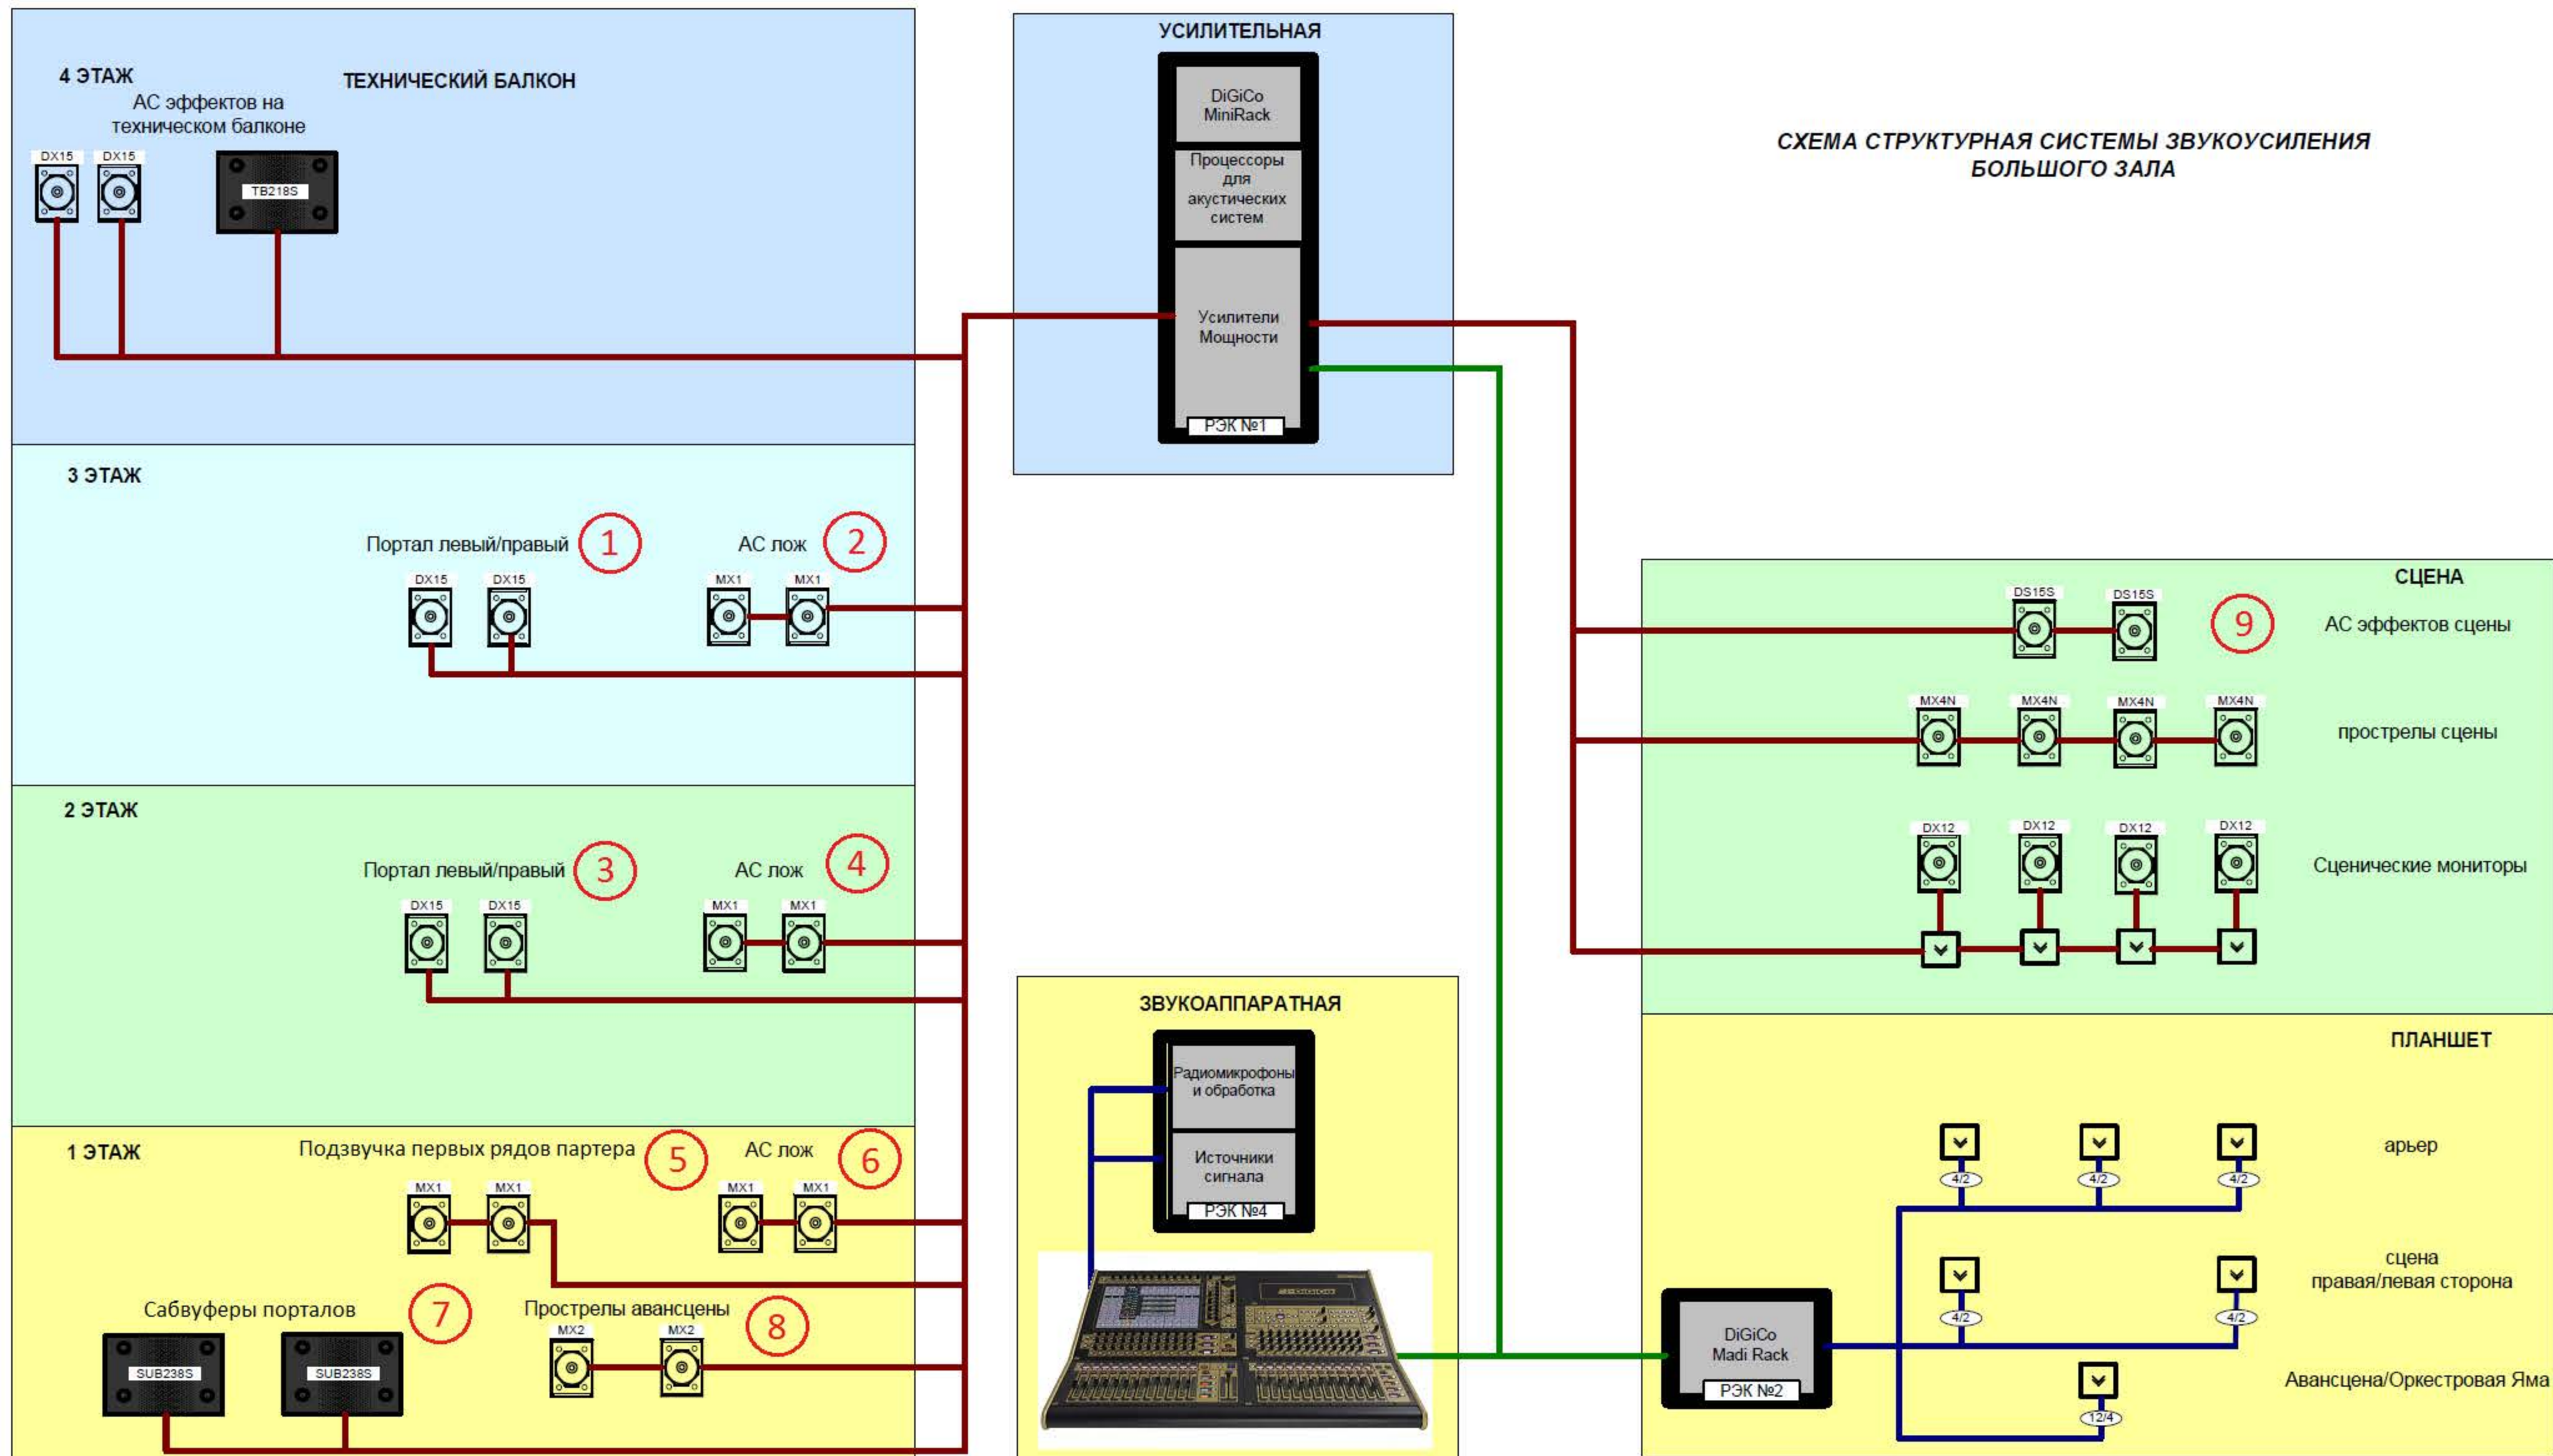 4 ЭТАЖ
ТЕХНИЧЕСКИЙ БАЛКОН
АС эффектов на
техническом балконе
DX15
DX15
TB218S
3 ЭТАЖ
Портал левый/правый
1
АС лож
2
DX15
DX15
MX1
MX1
2 ЭТАЖ
Портал левый/правый
3
АС лож
4
DX15
DX15
MX1
MX1
1 ЭТАЖ
Подзвучка первых рядов партера
5
АС лож
6
MX1
MX1
MX1
MX1
Сабвуферы порталов
7
Прострелы авансцены
8
SUB238S
SUB238S
MX2
MX2
УСИЛИТЕЛЬНАЯ
DiGiCo
MiniRack
Процессоры
для
акустических
систем
Усилители
Мощности
РЭК №1
ЗВУКОАППАРАТНАЯ
Радиомикрофоны
и обработка
Источники
сигнала
РЭК №4
СХЕМА СТРУКТУРНАЯ СИСТЕМЫ ЗВУКОУСИЛЕНИЯ
БОЛЬШОГО ЗАЛА
СЦЕНА
DS15S
DS15S
9
АС эффектов сцены
MX4N
MX4N
MX4N
MX4N
прострелы сцены
DX12
DX12
DX12
DX12
Сценические мониторы
ПЛАНШЕТ
арьер
4/2
4/2
4/2
сцена
правая/левая сторона
4/2
4/2
DiGiCo
Madi Rack
РЭК №2
Авансцена/Оркестровая Яма
12/4